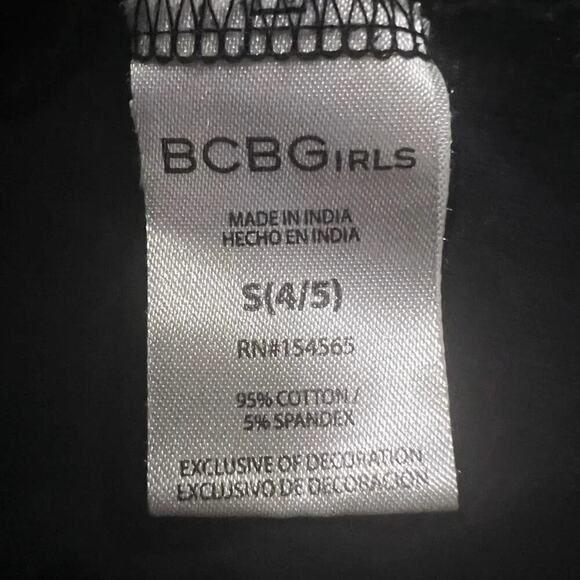 BCBGIRLS
MADE IN INDIA
HECHO EN INDIA
S(4/5)
RN#154565
95% COTTON /
5% SPANDEX
EXCLUSIVE OF DECORATION
EXCLUSIVO DE DECORACION